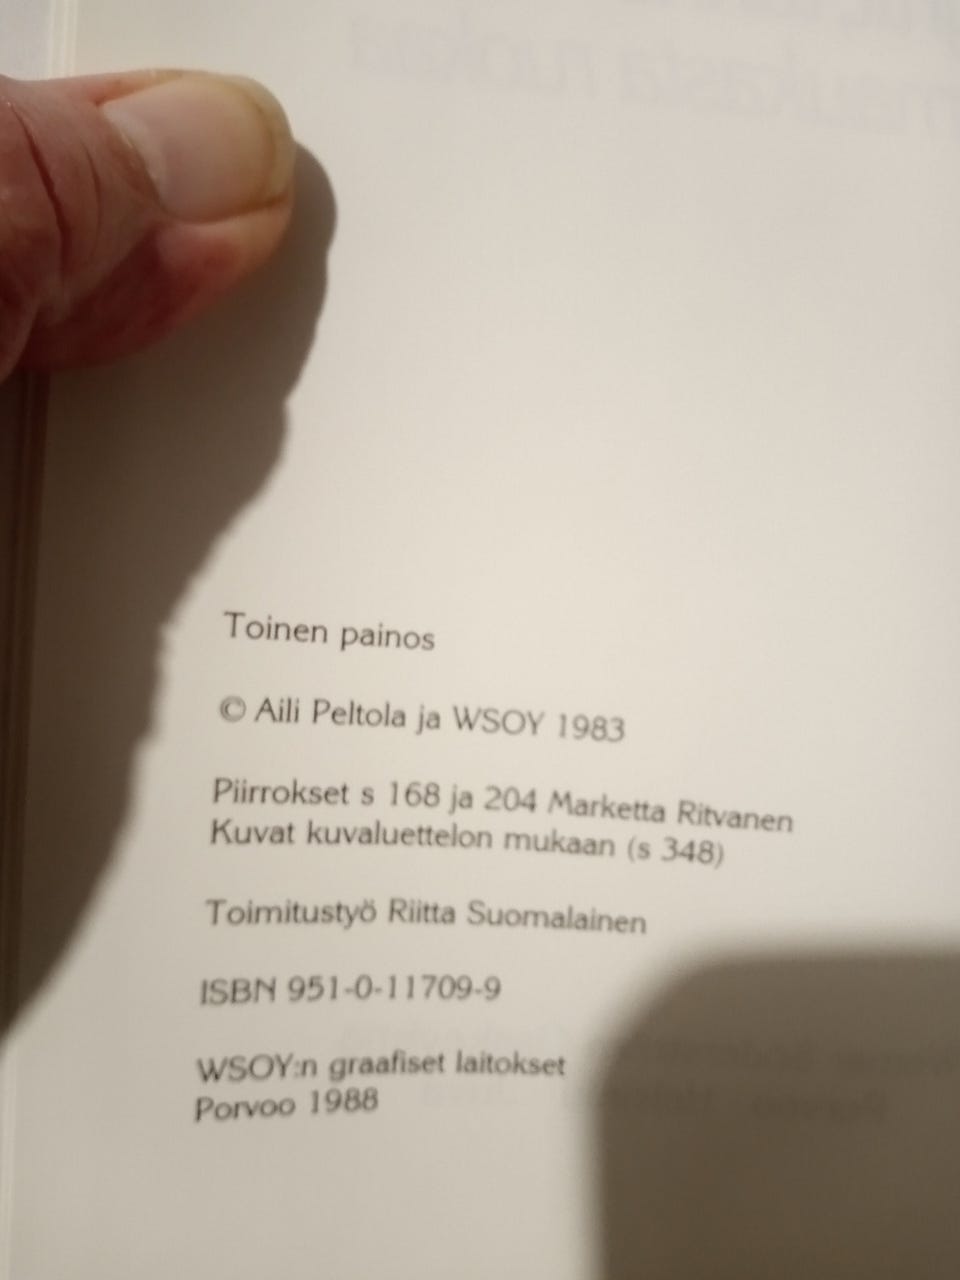 Toinen painos
© Aili Peltola ja WSOY 1983
Piirrokset s 168 ja 204 Marketta Ritvanen
Kuvat kuvaluettelon mukaan (s 348)
Toimitustyö Riitta Suomalainen
ISBN 951-0-11709-9
WSOY:n graafiset laitokset
Porvoo 1988